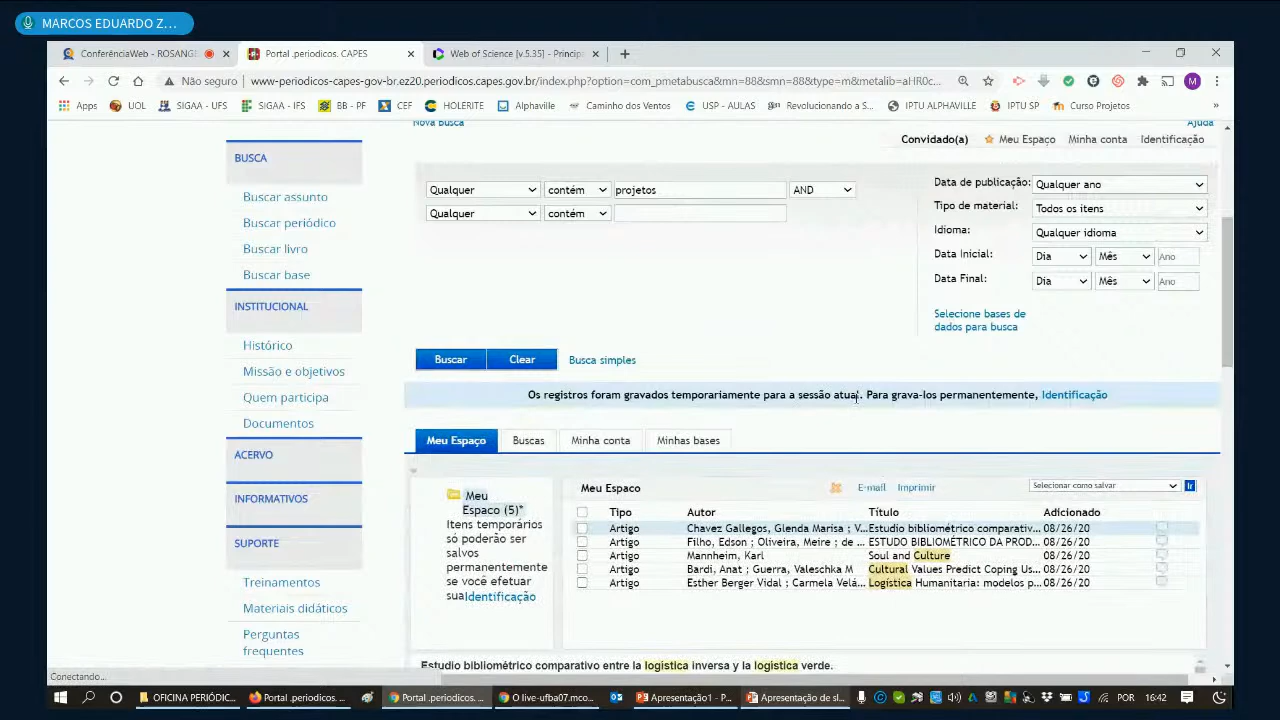 MARCOS EDUARDO Z...
ConferênciaWeb - ROSANG
Portal .periodicos. CAPES
Web of Science [v.5.35] - Princip
Não seguro
www-periodicos-capes-gov-br.ez20.periodicos.capes.gov.br/index.php?option=com_pmetabusca&mn=88&smn=88&type=m&metalib=aHR0c...
M
Apps
UOL
SIGAA - UFS
SIGAA - IFS
BB - PF
CEF
HOLERITE
Alphaville
Caminho dos Ventos
USP - AULAS
Revolucionando a S...
IPTU ALPHAVILLE
IPTU SP
Curso Projetos
»
Nova Busca
Ajuda
Convidado(a)
Meu Espaço
Minha conta
Identificação
BUSCA
Buscar assunto
Buscar periódico
Buscar livro
Buscar base
INSTITUCIONAL
Histórico
Missão e objetivos
Quem participa
Documentos
ACERVO
INFORMATIVOS
SUPORTE
Treinamentos
Materiais didáticos
Perguntas
frequentes
Qualquer contém projetos AND
Qualquer contém
Data de publicação: Qualquer ano
Tipo de material: Todos os itens
Idioma: Qualquer idioma
Data Inicial: Dia Mês Ano
Data Final: Dia Mês Ano
Selecione bases de
dados para busca
Buscar Clear Busca simples
Os registros foram gravados temporariamente para a sessão atual. Para grava-los permanentemente, Identificação
Meu Espaço Buscas Minha conta Minhas bases
Meu
Espaço (5)*
Itens temporários
só poderão ser
salvos
permanentemente
se você efetuar
suaIdentificação
Meu Espaço E-mail Imprimir Selecionar como salvar Ir
Tipo Autor Título Adicionado
Artigo Chavez Gallegos, Glenda Marisa ; V... Estudio bibliométrico comparativ... 08/26/20
Artigo Filho, Edson ; Oliveira, Meire ; de ... ESTUDO BIBLIOMÉTRICO DA PROD... 08/26/20
Artigo Mannheim, Karl Soul and Culture 08/26/20
Artigo Bardi, Anat ; Guerra, Valeschka M Cultural Values Predict Coping Us... 08/26/20
Artigo Esther Berger Vidal ; Carmela Velá... Logística Humanitaria: modelos p... 08/26/20
Estudio bibliométrico comparativo entre la logística inversa y la logística verde.
Conectando...
OFICINA PERIÓDIC...
Portal .periodicos. ...
Portal .periodicos. ...
O live-ufba07.mco...
Apresentação1 - P...
Apresentação de sl...
POR
16:42